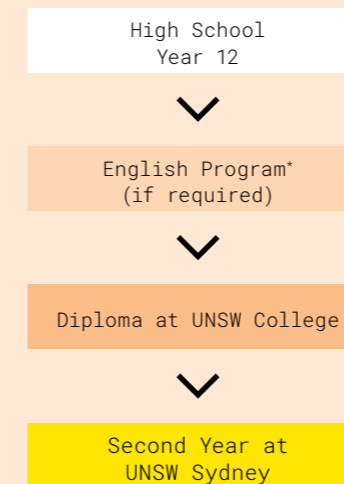 High School
Year 12
English Program*
(if required)
Diploma at UNSW College
Second Year at
UNSW Sydney